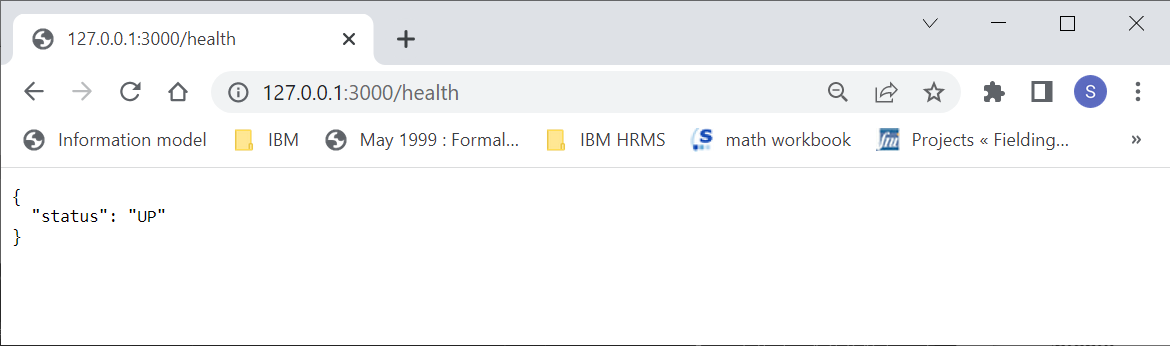 127.0.0.1:3000/health
127.0.0.1:3000/health
S
Information model IBM May 1999 : Formal... IBM HRMS S math workbook fm Projects « Fielding... »
{
"status": "UP"
}